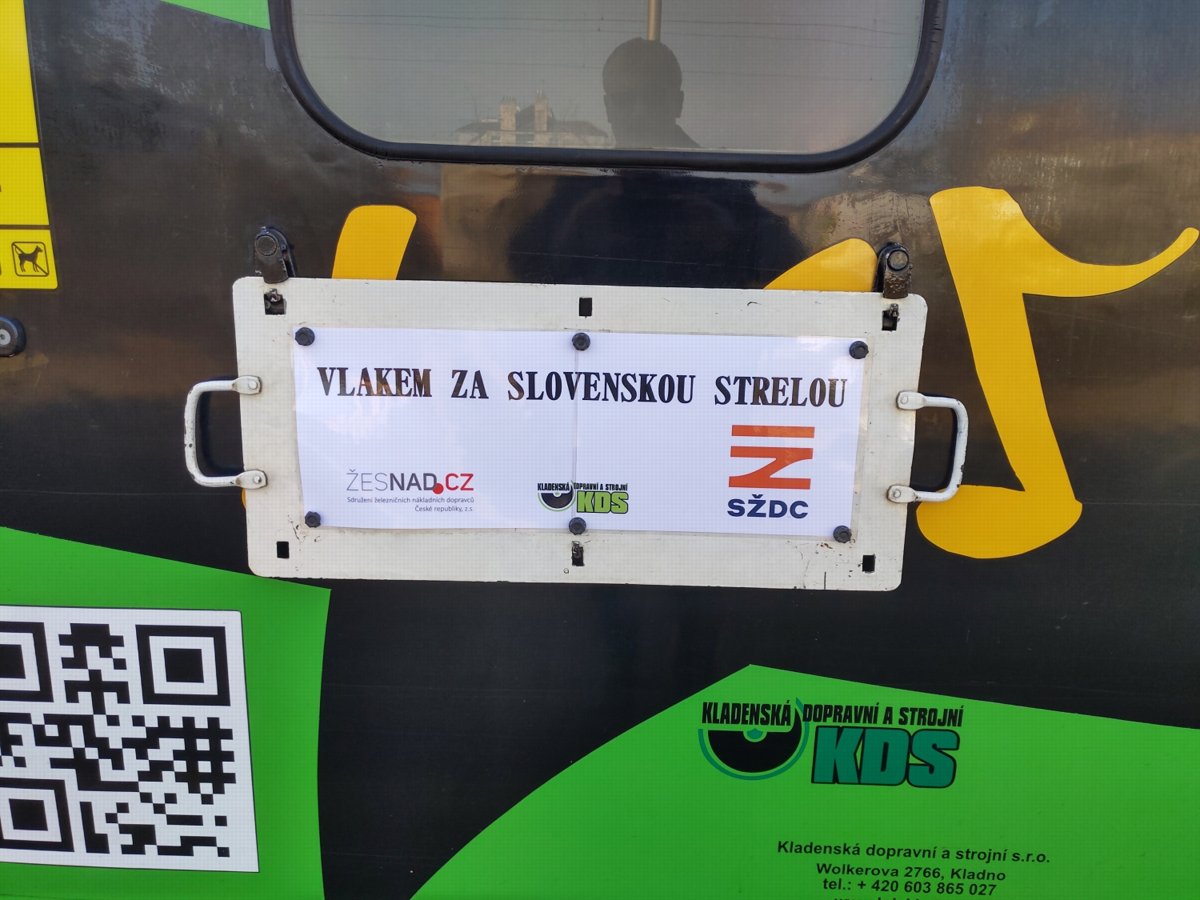 VLAKEM ZA SLOVENSKOU STRELOU
ŽESNAD.CZ
Sdružení železničních nákladních dopravců
České republiky, z.s.
KLADENSKÁ DOPRAVNÍ A STROJNÍ
KDS
SŽDC
KLADENSKÁ DOPRAVNÍ A STROJNÍ
KDS
Kladenská dopravní a strojní s.r.o.
Wolkerova 2766, Kladno
tel.: + 420 603 865 027